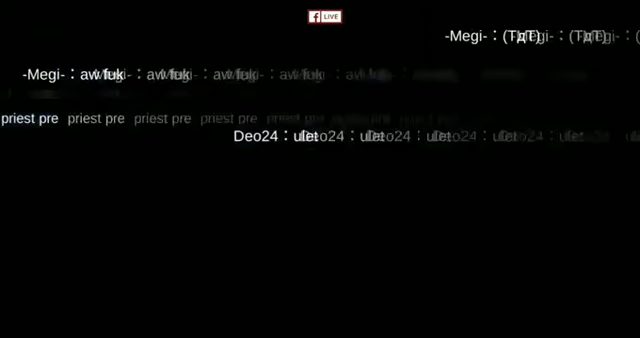 LIVE
-Megi- : (TдT)
-Megi- : aw fuk
priest pre priest pre priest pre priest pre
Deo24 : ulet